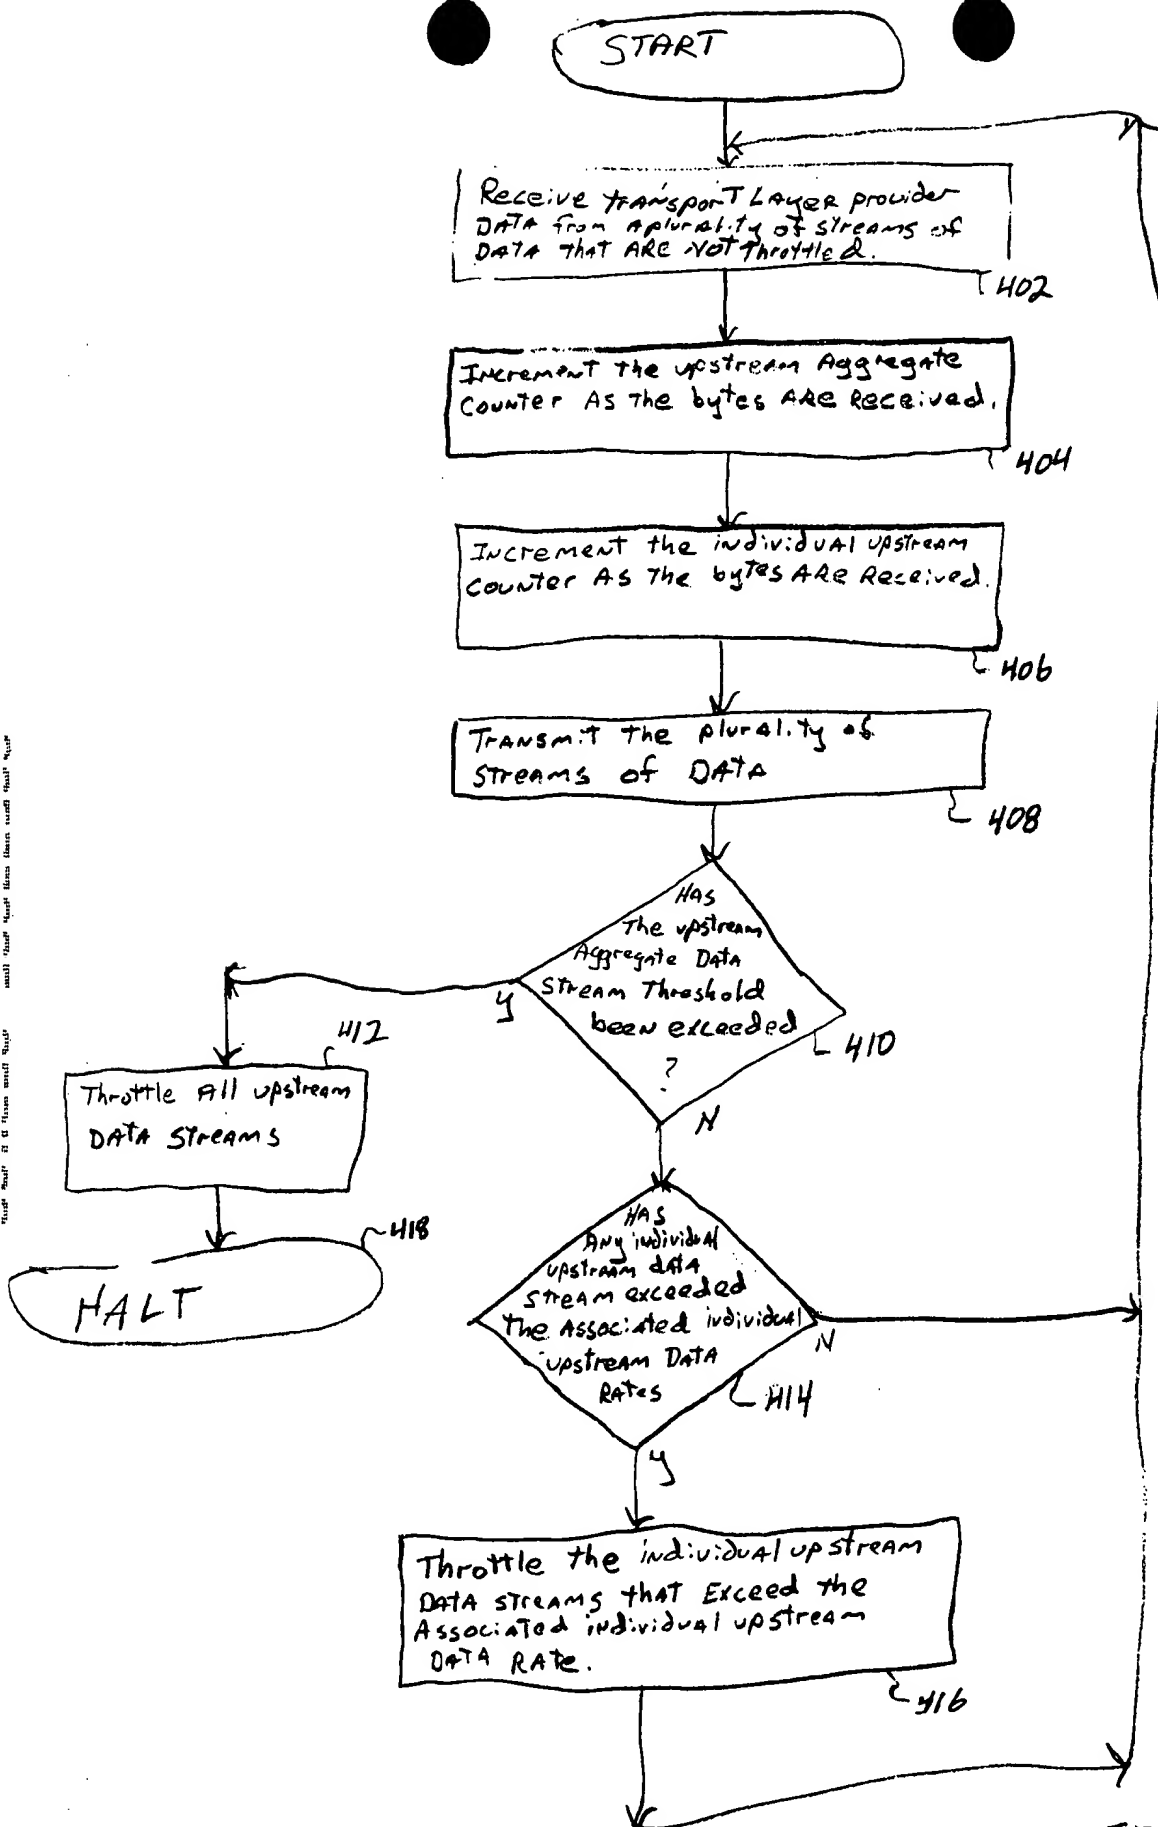 START
Receive transport Layer provider
DATA from a plurality of streams of
DATA that ARE NOT Throttled.
402
Increment the upstream Aggregate
Counter As the bytes ARE Received.
404
Increment the individual upstream
Counter As The bytes ARE Received.
406
Transmit the plurality of
Streams of DATA
408
HAS
The upstream
Aggregate Data
Stream Threshold
been exceeded
?
410
Y
N
412
Throttle All upstream
DATA Streams
418
HALT
HAS
Any individual
upstream data
Stream exceeded
The Associated individual
upstream Data
Rates
N
414
Y
Throttle the individual upstream
DATA streams that Exceed the
Associated individual upstream
DATA Rate.
416